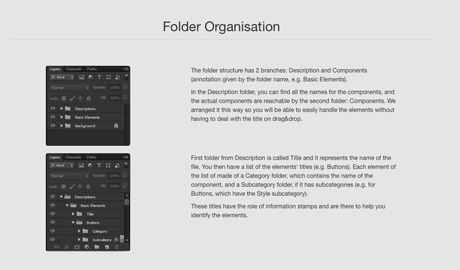 Folder Organisation
Layers Channels Paths
Kind
Normal Opacity: 100%
Lock: Fill: 100%
Descriptions
Basic Elements
Background
The folder structure has 2 branches: Description and Components
(annotation given by the folder name, e.g. Basic Elements).
In the Description folder, you can find all the names for the components, and
the actual components are reachable by the second folder: Components. We
arranged it this way so you will be able to easily handle the elements without
having to deal with the title on drag&drop.
Layers Channels Paths
Kind
Normal Opacity: 100%
Lock: Fill: 100%
Descriptions
Basic Elements
Title
Buttons
Category
Subcategory fx
First folder from Description is called Title and it represents the name of the
file. You then have a list of the elements' titles (e.g. Buttons). Each element of
the list of made of a Category folder, which contains the name of the
component, and a Subcategory folder, if it has subcategories (e.g. for
Buttons, which have the Style subcategory).
These titles have the role of information stamps and are there to help you
identify the elements.